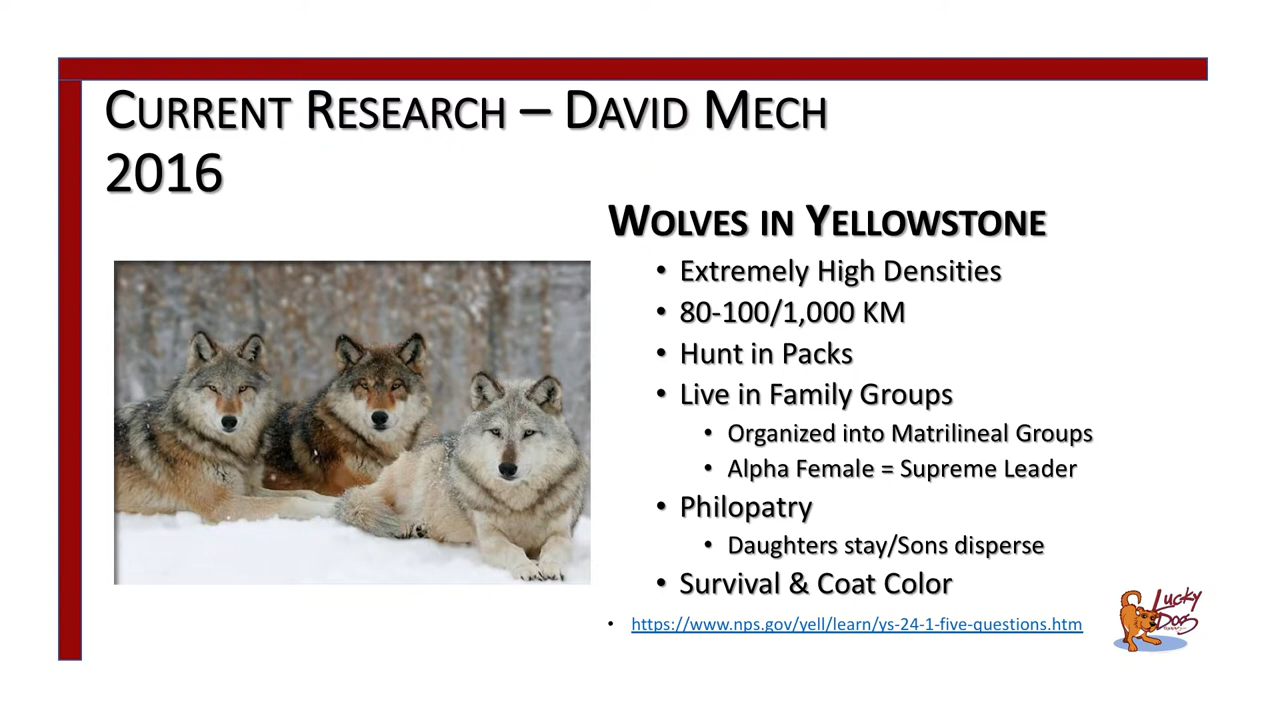 Current Research – David Mech
2016
Wolves in Yellowstone
• Extremely High Densities
• 80-100/1,000 KM
• Hunt in Packs
• Live in Family Groups
• Organized into Matrilineal Groups
• Alpha Female = Supreme Leader
• Philopatry
• Daughters stay/Sons disperse
• Survival & Coat Color
• https://www.nps.gov/yell/learn/ys-24-1-five-questions.htm
Lucky
Dog